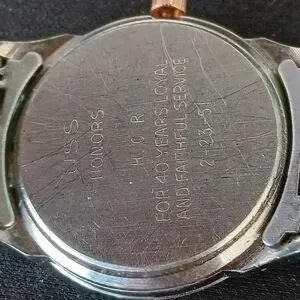 USS
HONORS
H C R
FOR 40 YEARS LOYAL
AND FAITHFUL SERVICE
2-23-51